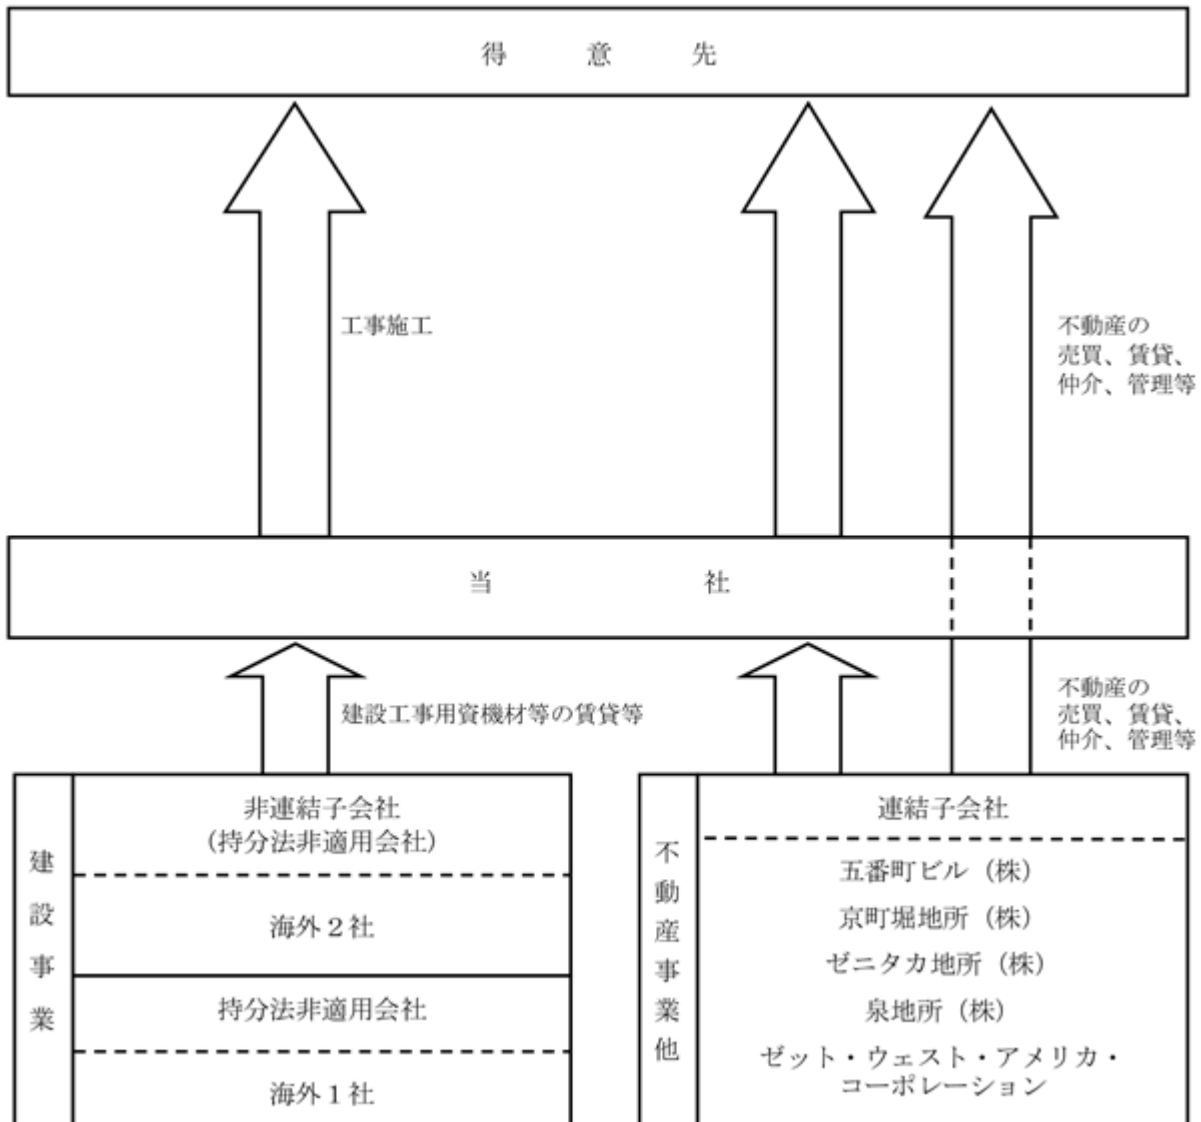 得意先
工事施工
不動産の
売買、賃貸、
仲介、管理等
当社
建設工事用資機材等の賃貸等
不動産の
売買、賃貸、
仲介、管理等
建設事業
非連結子会社
(持分法非適用会社)
海外２社
持分法非適用会社
海外１社
不動産事業他
連結子会社
五番町ビル（株）
京町堀地所（株）
ゼニタカ地所（株）
泉地所（株）
ゼット・ウェスト・アメリカ・
コーポレーション